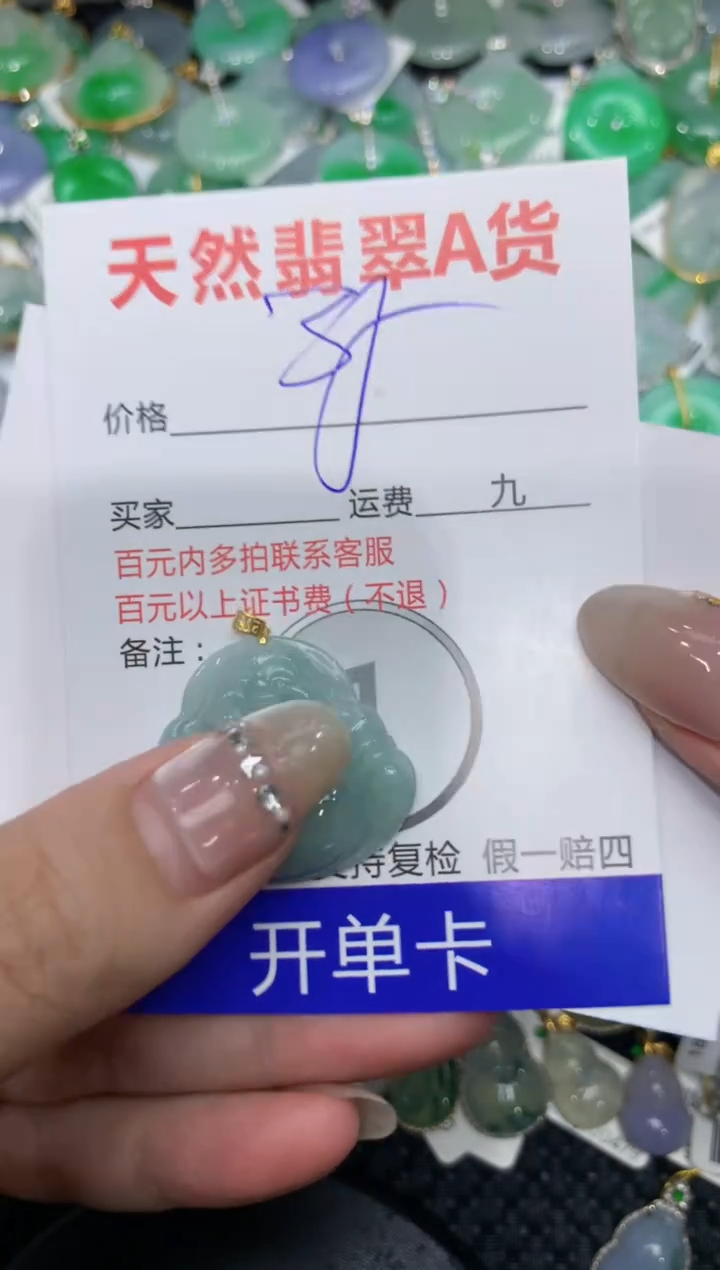 天然翡翠A货
价格
买家 运费 九
百元内多拍联系客服
百元以上证书费(不退)
备注:
持复检 假一赔四
开单卡